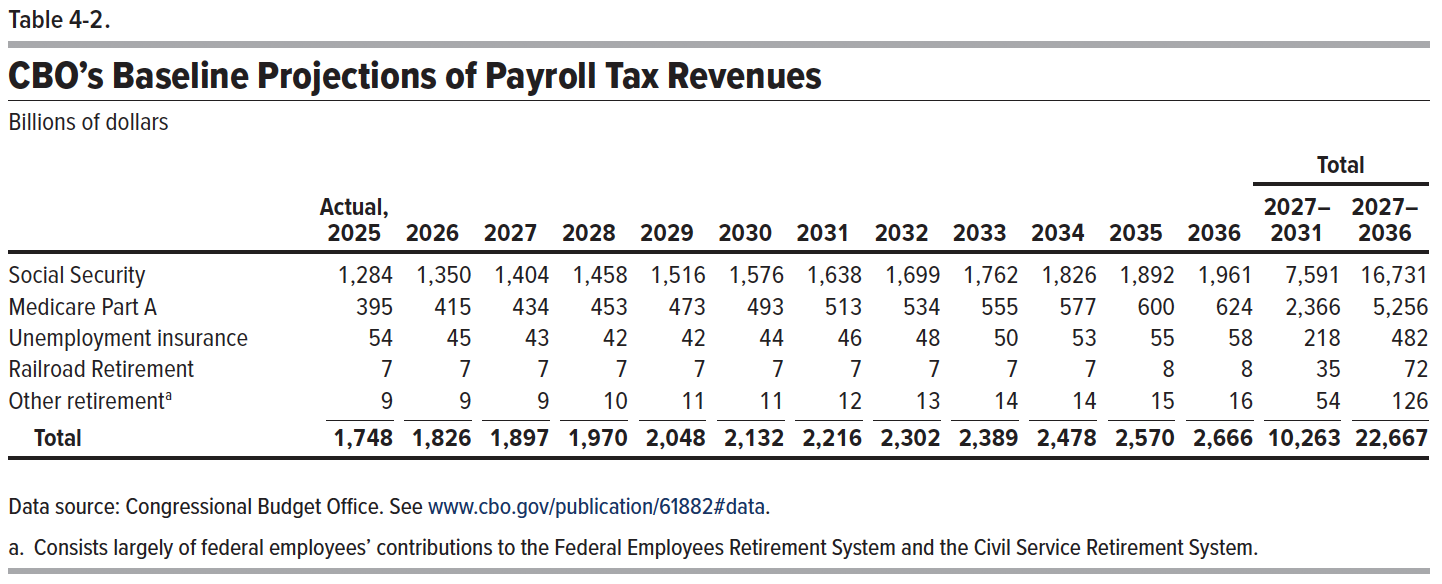 Table 4-2.
CBO’s Baseline Projections of Payroll Tax Revenues
Billions of dollars
Total
Actual, 2027– 2027–
2025 2026 2027 2028 2029 2030 2031 2032 2033 2034 2035 2036 2031 2036
Social Security 1,284 1,350 1,404 1,458 1,516 1,576 1,638 1,699 1,762 1,826 1,892 1,961 7,591 16,731
Medicare Part A 395 415 434 453 473 493 513 534 555 577 600 624 2,366 5,256
Unemployment insurance 54 45 43 42 42 44 46 48 50 53 55 58 218 482
Railroad Retirement 7 7 7 7 7 7 7 7 7 7 8 8 35 72
Other retirementᵃ 9 9 9 10 11 11 12 13 14 14 15 16 54 126
Total 1,748 1,826 1,897 1,970 2,048 2,132 2,216 2,302 2,389 2,478 2,570 2,666 10,263 22,667
Data source: Congressional Budget Office. See www.cbo.gov/publication/61882#data.
a. Consists largely of federal employees’ contributions to the Federal Employees Retirement System and the Civil Service Retirement System.